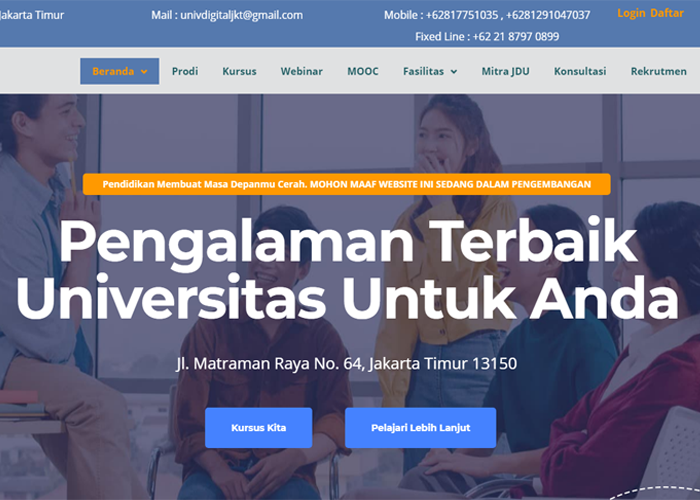 Jakarta Timur
Mail : univdigitaljkt@gmail.com
Mobile : +62817751035 , +6281291047037
Fixed Line : +62 21 8797 0899
Login Daftar
Beranda Prodi Kursus Webinar MOOC Fasilitas Mitra JDU Konsultasi Rekrutmen
Pendidikan Membuat Masa Depanmu Cerah. MOHON MAAF WEBSITE INI SEDANG DALAM PENGEMBANGAN
Pengalaman Terbaik
Universitas Untuk Anda
Jl. Matraman Raya No. 64, Jakarta Timur 13150
Kursus Kita
Pelajari Lebih Lanjut